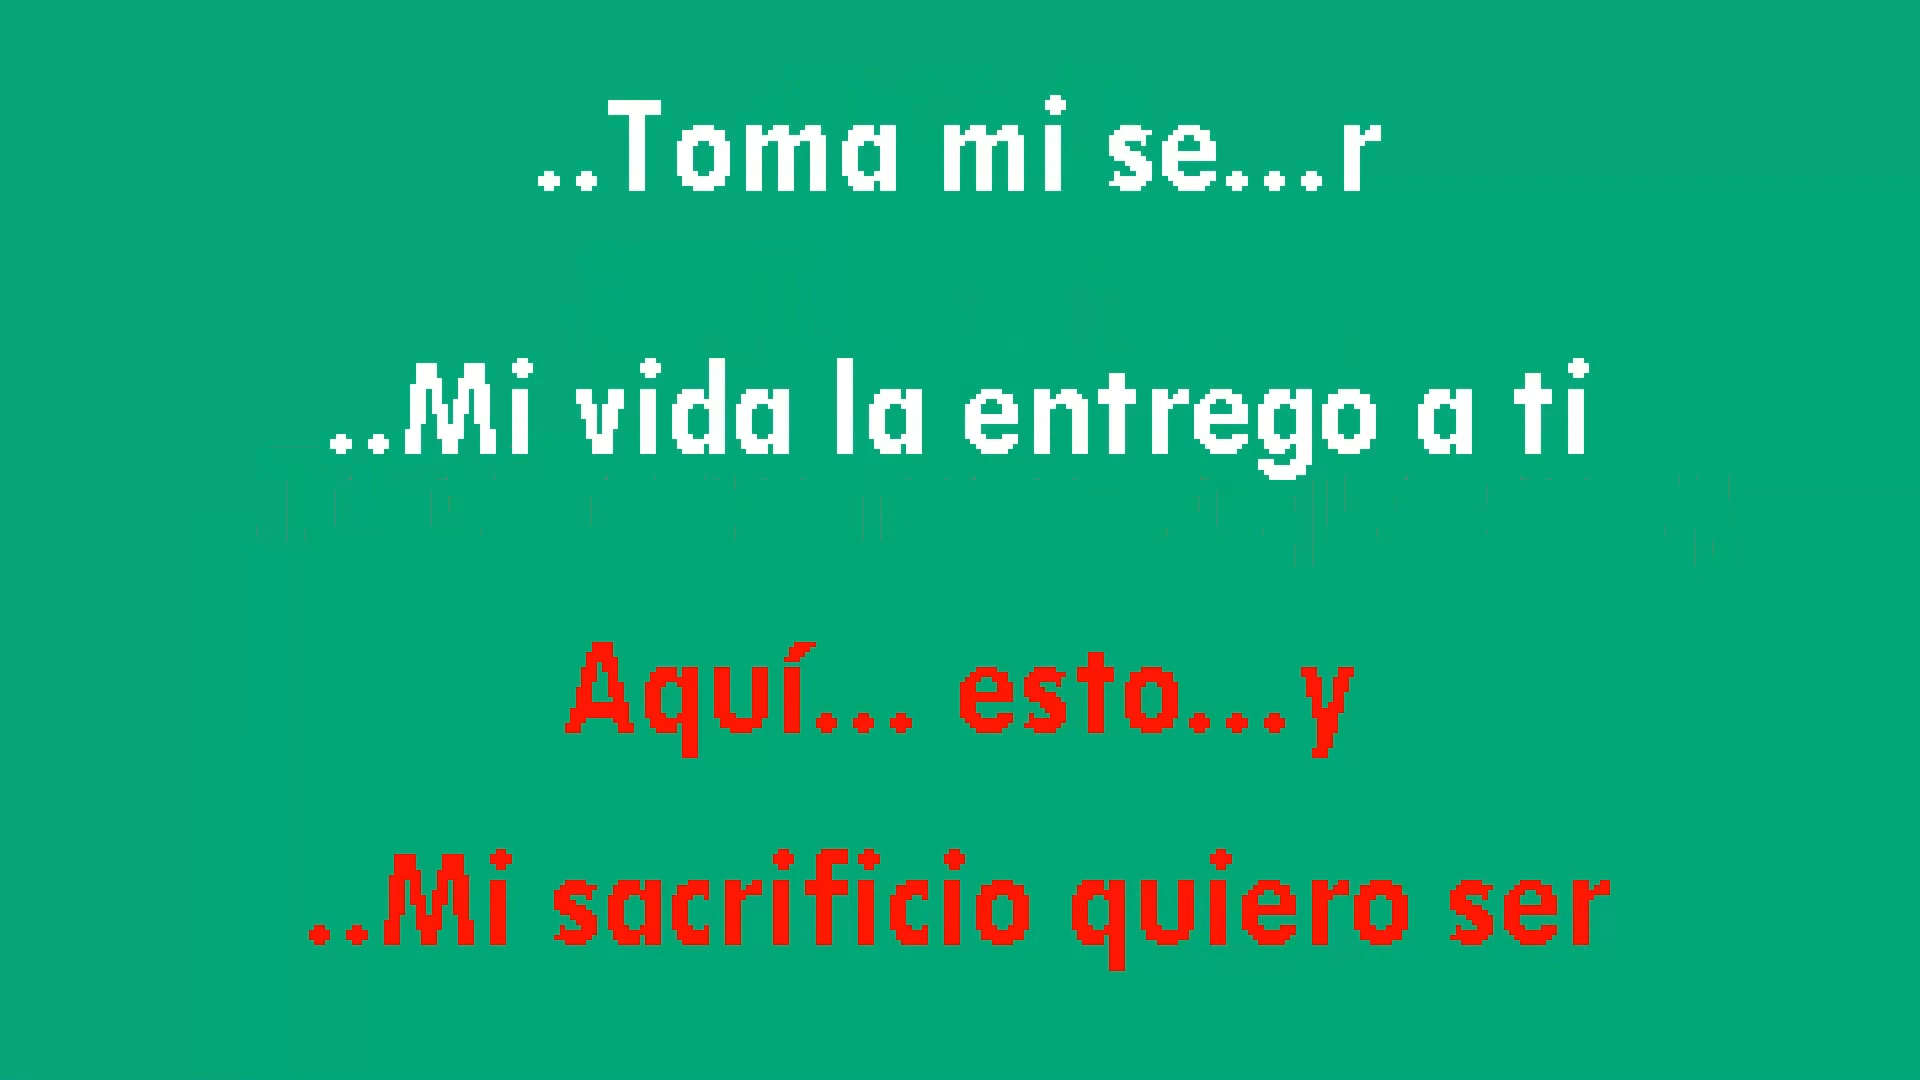 ..Toma mi se...r
..Mi vida la entrego a ti
Aquí... esto...y
..Mi sacrificio quiero ser